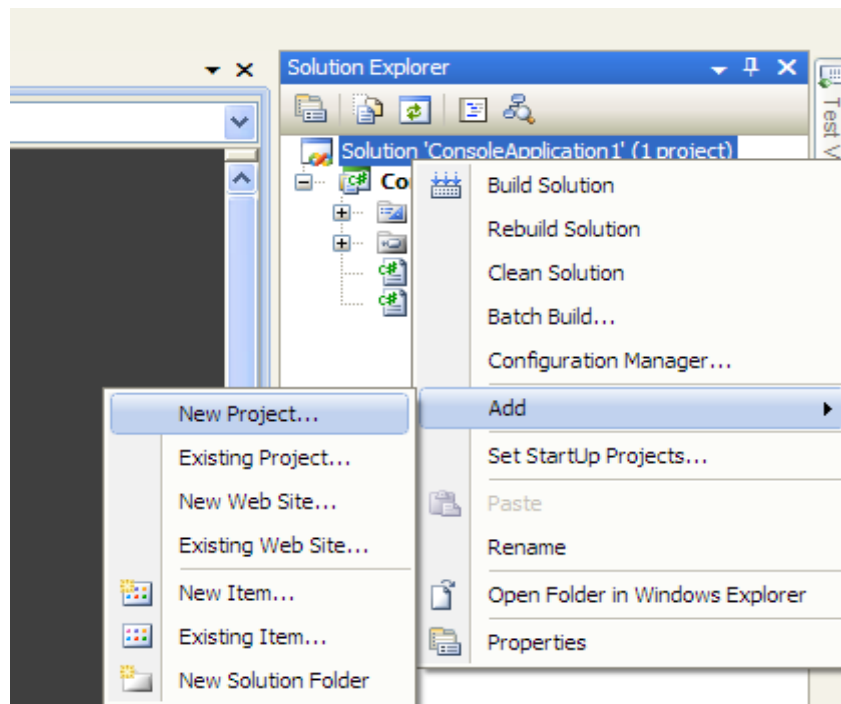 Solution Explorer
Solution 'ConsoleApplication1' (1 project)
Co
Build Solution
Rebuild Solution
Clean Solution
Batch Build...
Configuration Manager...
Add
Set StartUp Projects...
Paste
Rename
Open Folder in Windows Explorer
Properties
New Project...
Existing Project...
New Web Site...
Existing Web Site...
New Item...
Existing Item...
New Solution Folder
Test V